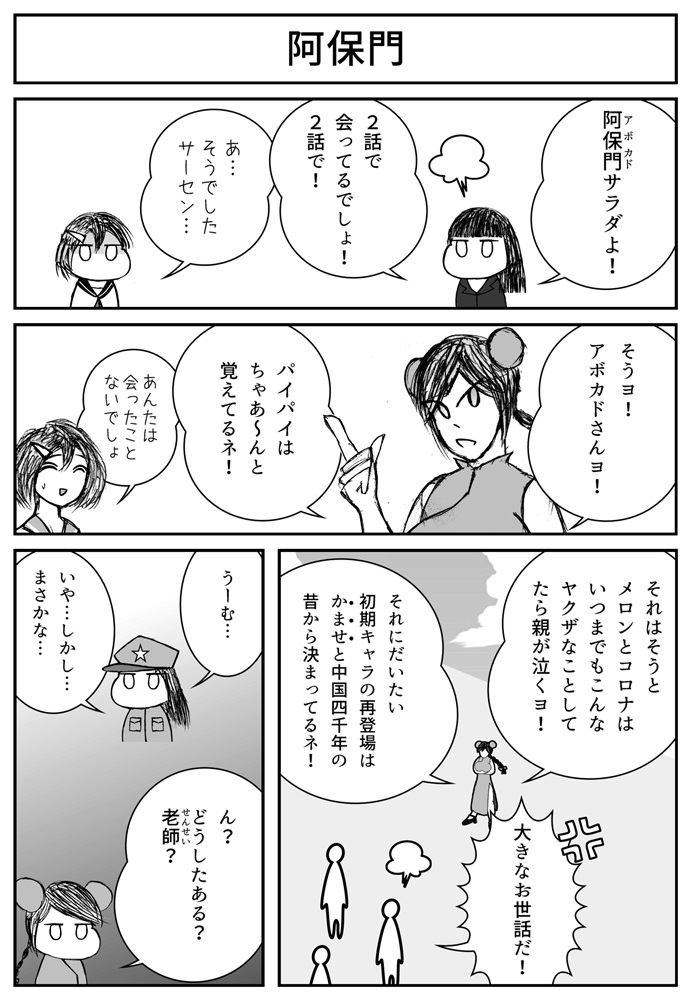 阿保門
阿保門サラダよ！
アボカド
2話で
会ってるでしょ！
2話で！
あ…
そうでした
サーセン…
そうヨ！
アボカドさんヨ！
パイパイは
ちゃあ〜んと
覚えてるネ！
あんたは
会ったこと
ないでしょ
それはそうと
メロンとコロナは
いつまでもこんな
ヤクザなことして
たら親が泣くヨ！
それにだいたい
初期キャラの再登場は
かませと中国四千年の
昔から決まってるネ！
大きなお世話だ！
うーむ…
いや…しかし…
まさかな…
ん？
どうしたある？
老師？
せんせい